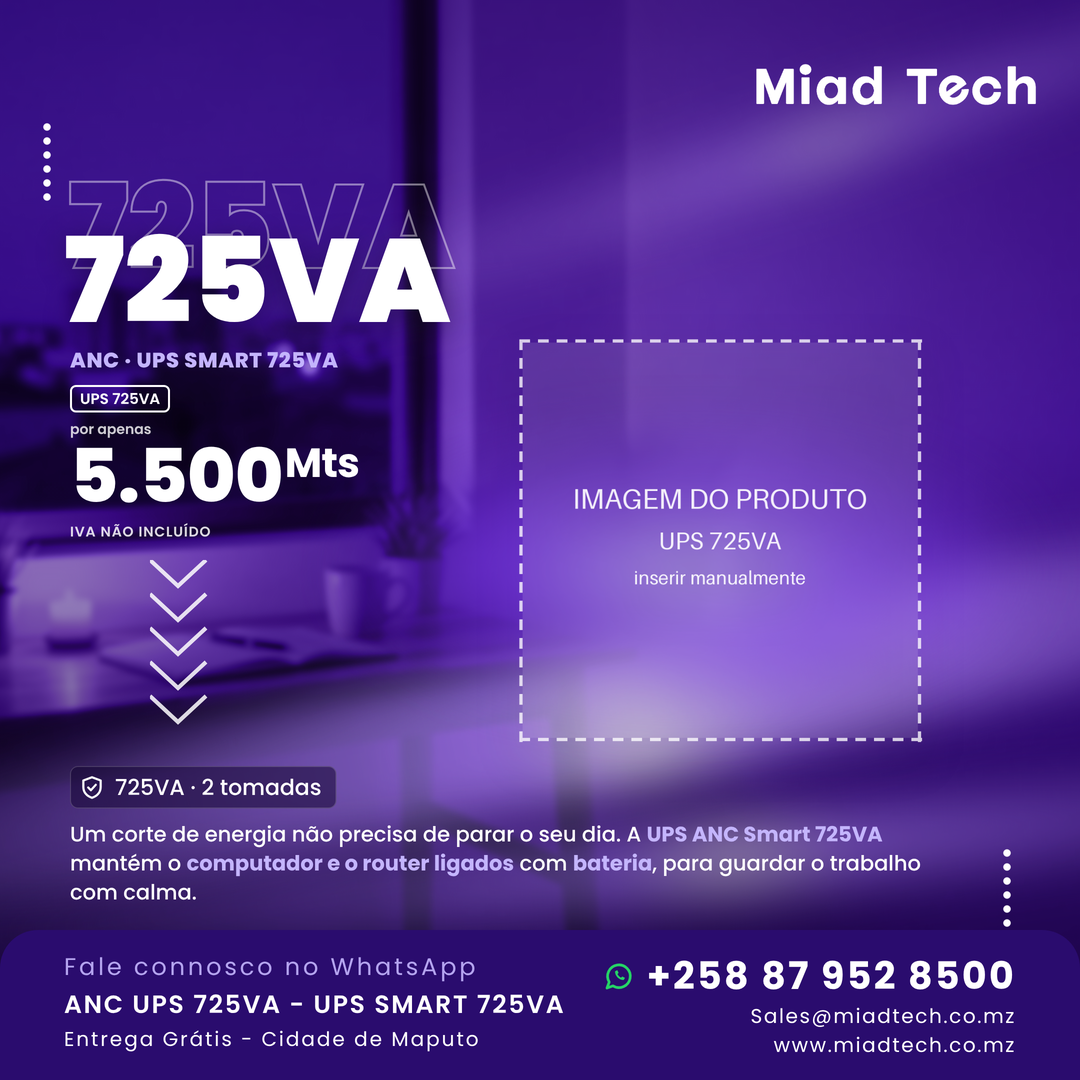 Miad Tech
725VA
725VA
ANC · UPS SMART 725VA
UPS 725VA
por apenas
5.500Mts
IVA NÃO INCLUÍDO
IMAGEM DO PRODUTO
UPS 725VA
inserir manualmente
725VA · 2 tomadas
Um corte de energia não precisa de parar o seu dia. A UPS ANC Smart 725VA
mantém o computador e o router ligados com bateria, para guardar o trabalho
com calma.
Fale connosco no WhatsApp
ANC UPS 725VA - UPS SMART 725VA
Entrega Grátis - Cidade de Maputo
+258 87 952 8500
Sales@miadtech.co.mz
www.miadtech.co.mz